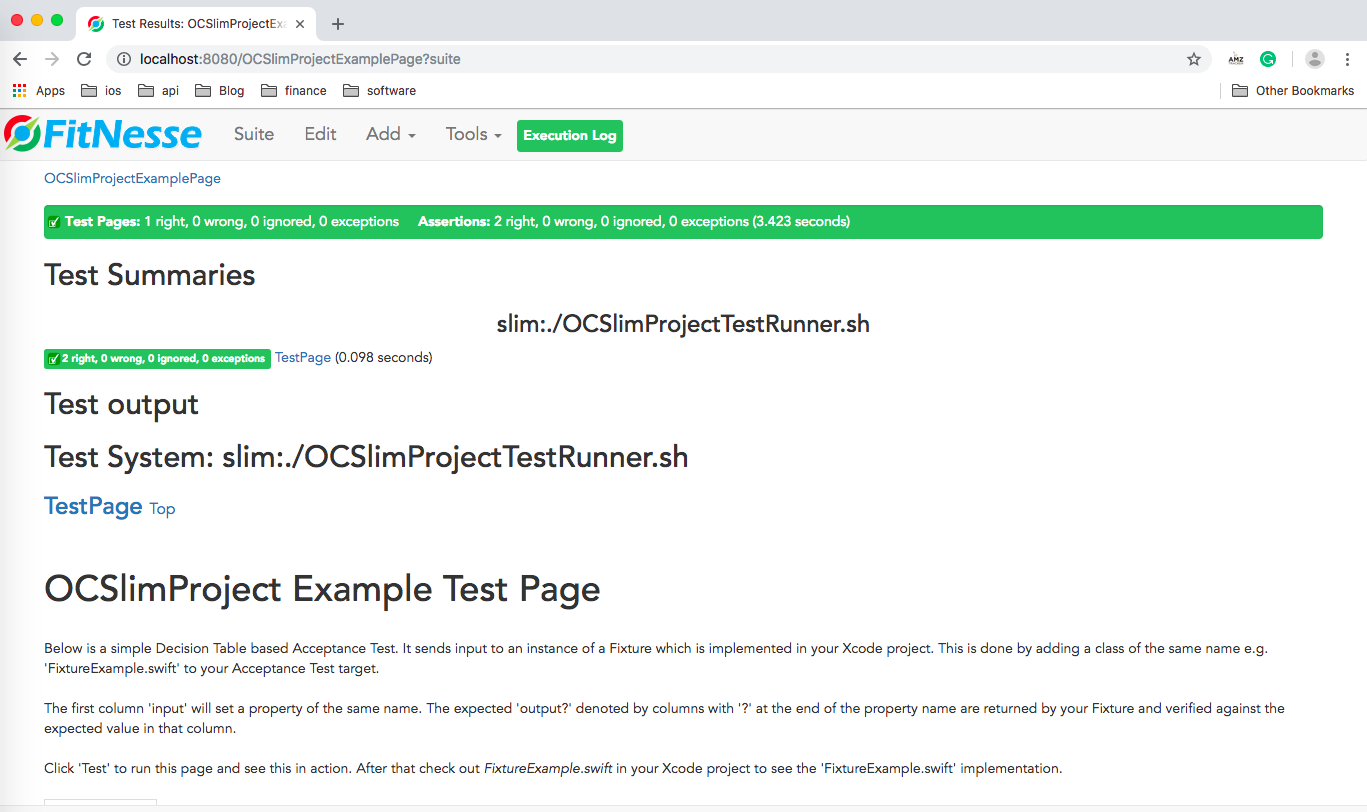 Test Results: OCSlimProjectEx
localhost:8080/OCSlimProjectExamplePage?suite
AMZ
Apps ios api Blog finance software Other Bookmarks
FitNesse Suite Edit Add Tools Execution Log
OCSlimProjectExamplePage
Test Pages: 1 right, 0 wrong, 0 ignored, 0 exceptions Assertions: 2 right, 0 wrong, 0 ignored, 0 exceptions (3.423 seconds)
Test Summaries
slim:./OCSlimProjectTestRunner.sh
2 right, 0 wrong, 0 ignored, 0 exceptions TestPage (0.098 seconds)
Test output
Test System: slim:./OCSlimProjectTestRunner.sh
TestPage Top
OCSlimProject Example Test Page
Below is a simple Decision Table based Acceptance Test. It sends input to an instance of a Fixture which is implemented in your Xcode project. This is done by adding a class of the same name e.g.
'FixtureExample.swift' to your Acceptance Test target.
The first column 'input' will set a property of the same name. The expected 'output?' denoted by columns with '?' at the end of the property name are returned by your Fixture and verified against the
expected value in that column.
Click 'Test' to run this page and see this in action. After that check out FixtureExample.swift in your Xcode project to see the 'FixtureExample.swift' implementation.